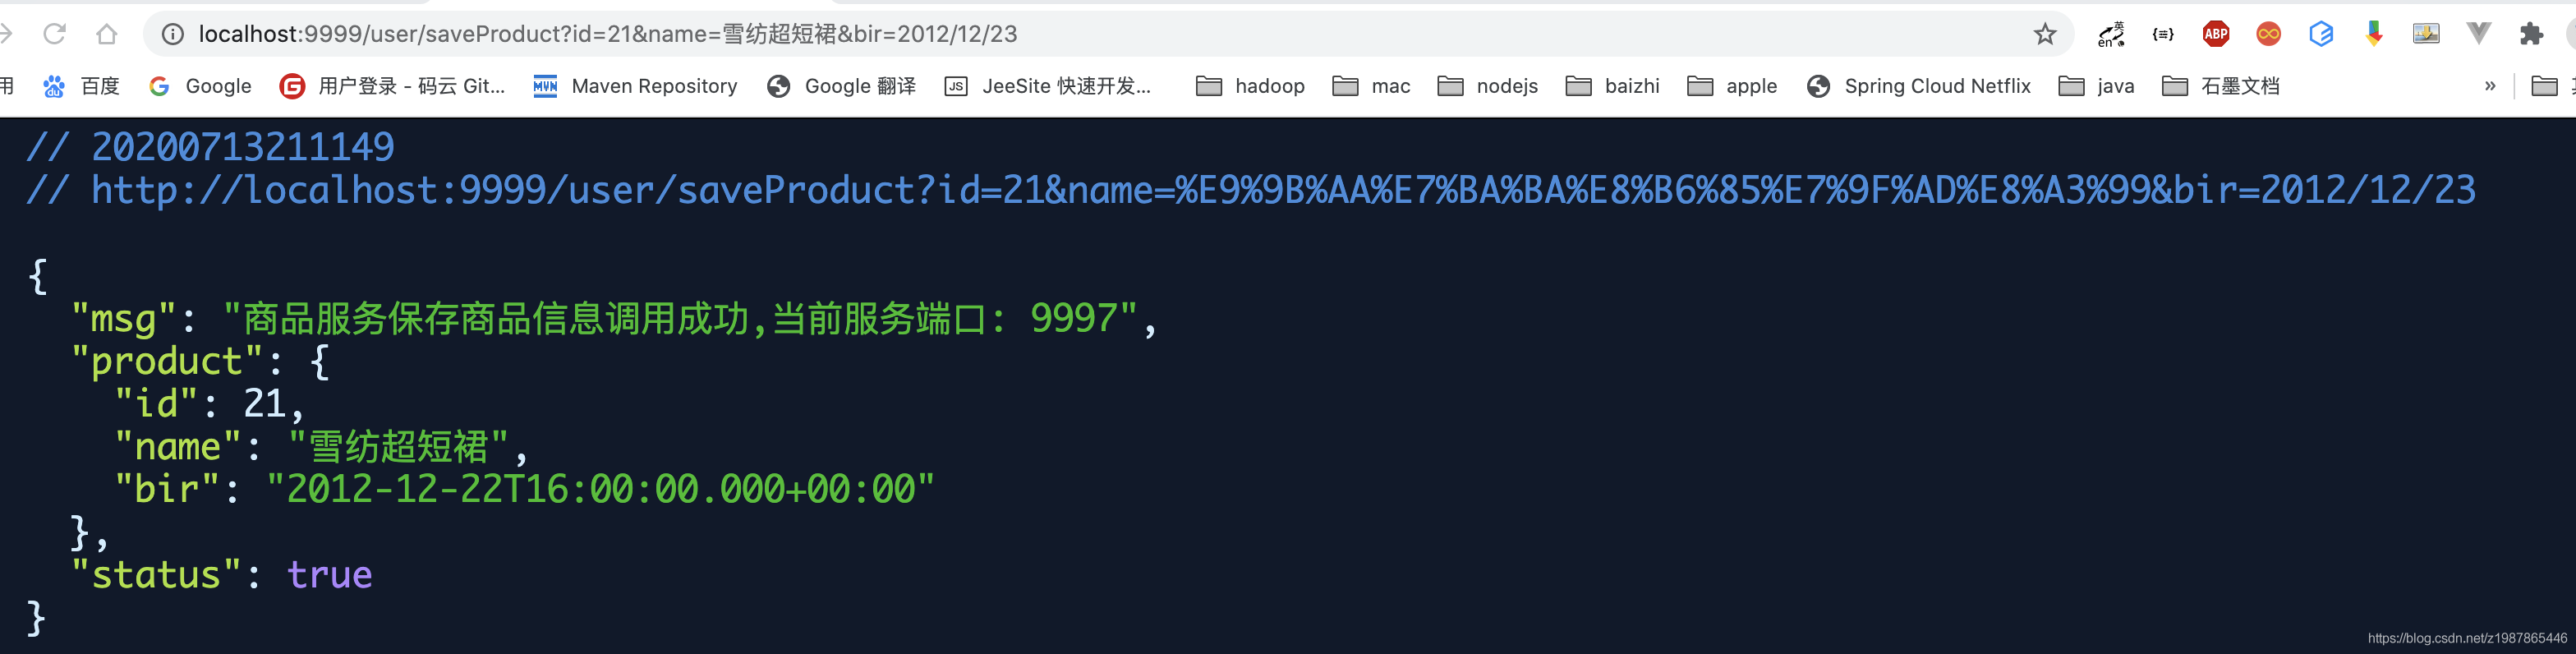 localhost:9999/user/saveProduct?id=21&name=雪纺超短裙&bir=2012/12/23
英
en
ABP
用 百度 Google 用户登录 - 码云 Git... MVN Maven Repository Google 翻译 JS JeeSite 快速开发... hadoop mac nodejs baizhi apple Spring Cloud Netflix java 石墨文档 »
// 20200713211149
// http://localhost:9999/user/saveProduct?id=21&name=%E9%9B%AA%E7%BA%BA%E8%B6%85%E7%9F%AD%E8%A3%99&bir=2012/12/23
{
"msg": "商品服务保存商品信息调用成功,当前服务端口: 9997",
"product": {
"id": 21,
"name": "雪纺超短裙",
"bir": "2012-12-22T16:00:00.000+00:00"
},
"status": true
}
https://blog.csdn.net/z1987865446